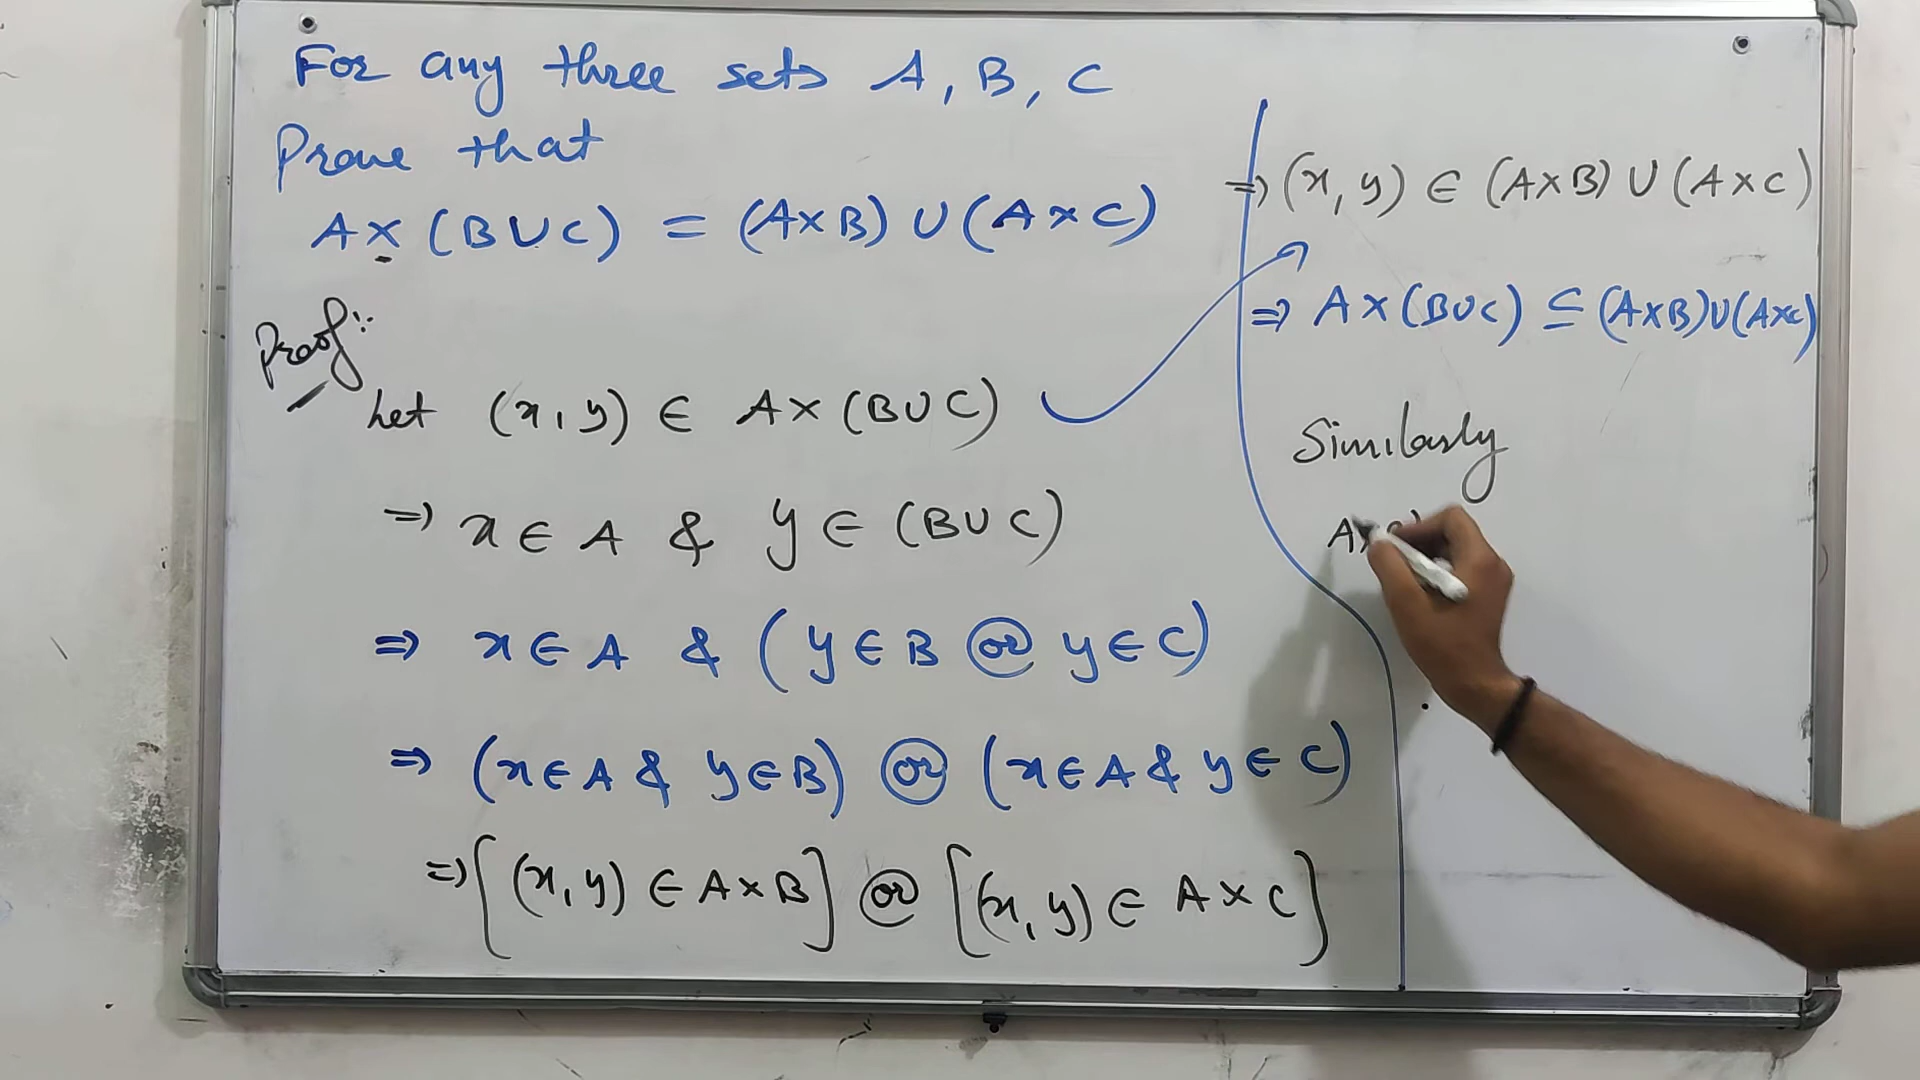 For any three sets A, B, C
Prove that
A × (B ∪ C) = (A×B) ∪ (A×C)
Proof:-
Let (x, y) ∈ A × (B ∪ C)
⇒ x ∈ A & y ∈ (B ∪ C)
⇒ x ∈ A & (y ∈ B or y ∈ C)
⇒ (x ∈ A & y ∈ B) or (x ∈ A & y ∈ C)
⇒ [(x, y) ∈ A × B] or [(x, y) ∈ A × C]
⇒ (x, y) ∈ (A×B) ∪ (A×C)
⇒ A × (B∪C) ⊆ (A×B)∪(A×C)
Similarly